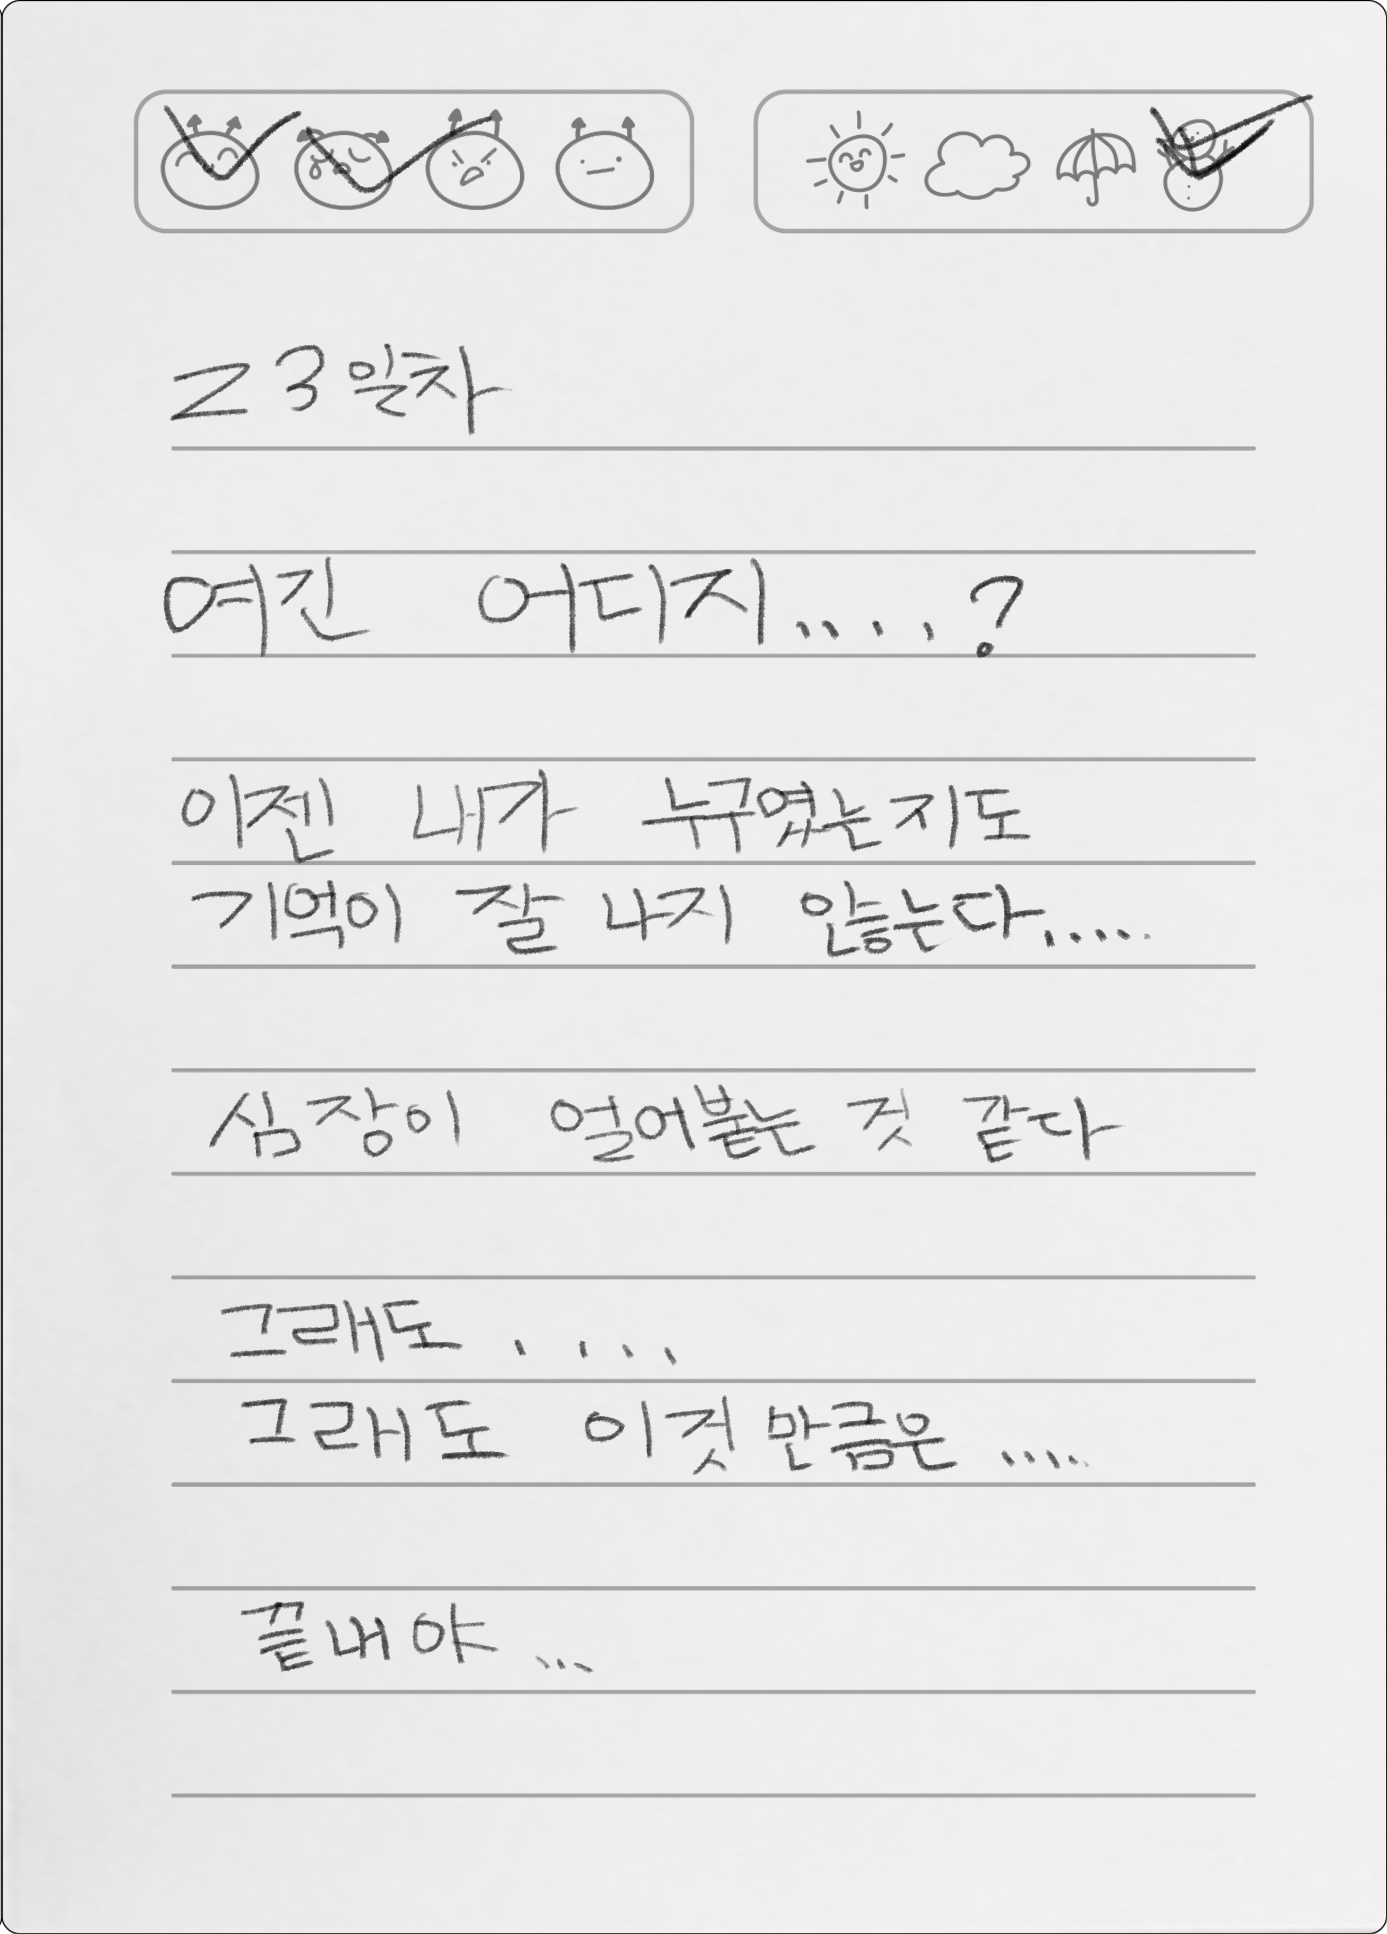 23일차
여긴 어디지.....?
이젠 내가 누구였는지도
기억이 잘 나지 않는다.....
심장이 얼어붙는 것 같다
그래도 ....
그래도 이것만큼은 ....
끝내야 ...